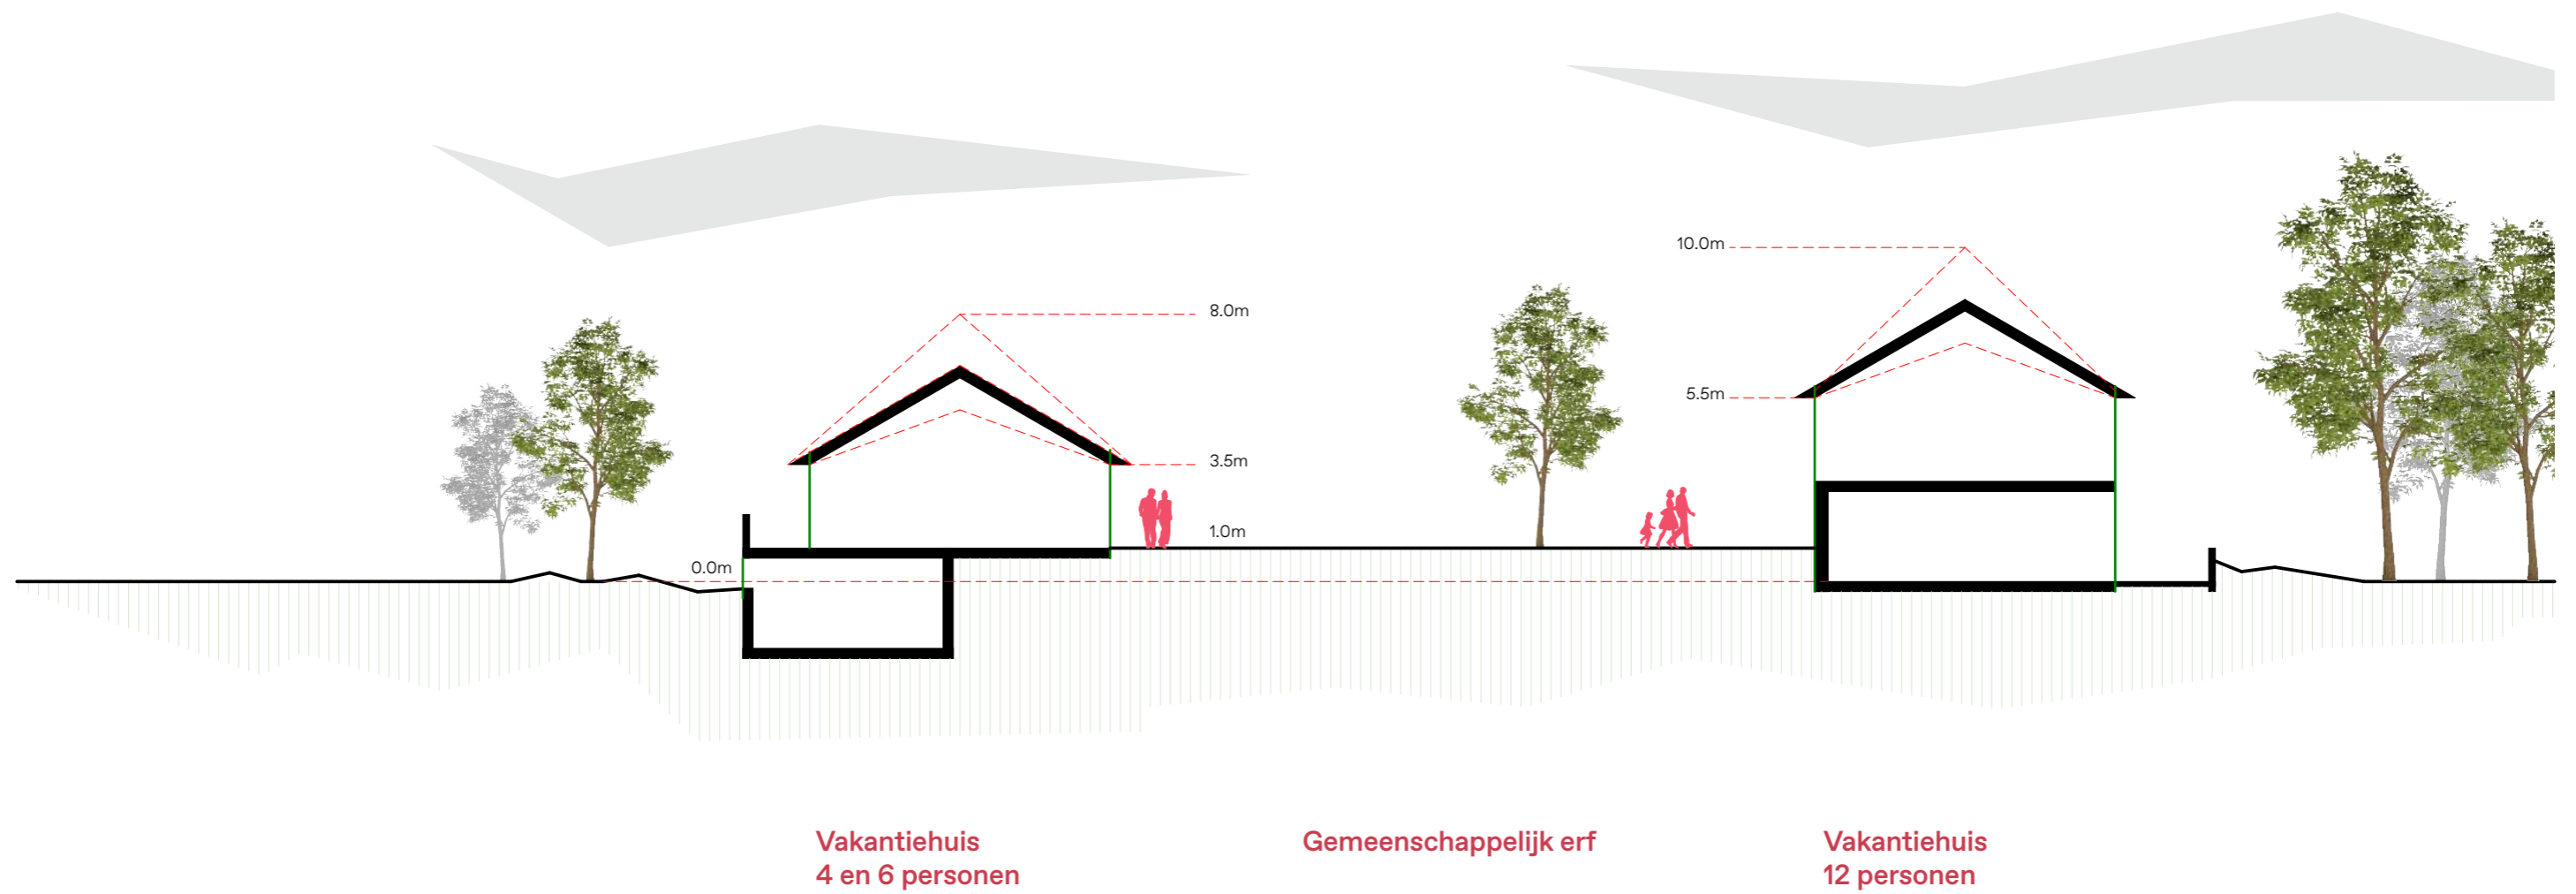 10.0m
8.0m
5.5m
3.5m
1.0m
0.0m
Vakantiehuis
4 en 6 personen
Gemeenschappelijk erf
Vakantiehuis
12 personen